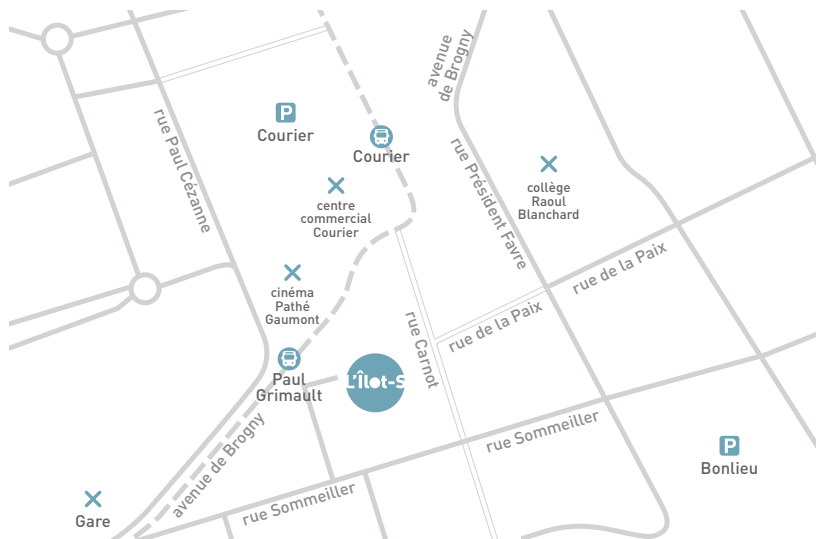 avenue
de Brogny
P
Courier
Courier
rue Paul Cézanne
rue Président Favre
collège
Raoul
Blanchard
centre
commercial
Courier
rue de la Paix
cinéma
Pathé
Gaumont
rue de la Paix
rue Carnot
Paul
Grimault
L'Îlot-S
avenue de Brogny
rue Sommeiller
P
Bonlieu
rue Sommeiller
Gare